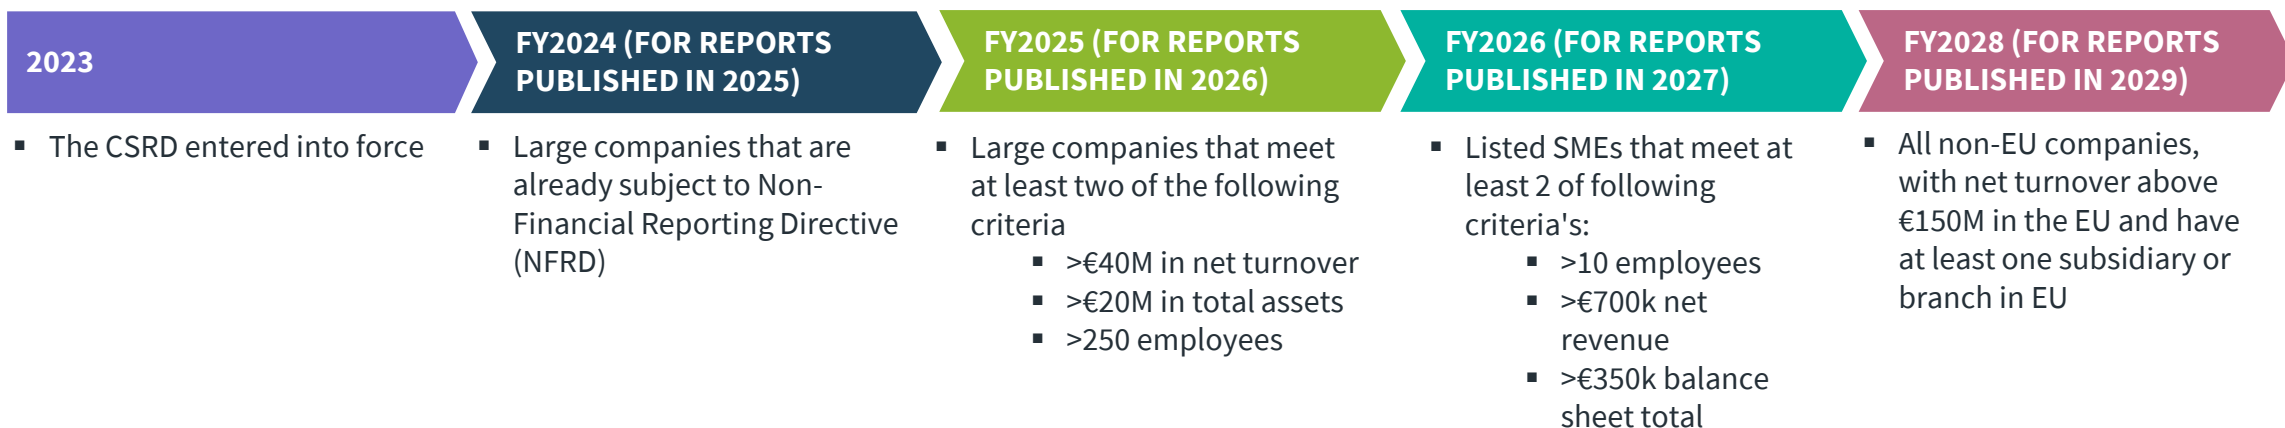 2023
FY2024 (FOR REPORTS
PUBLISHED IN 2025)
FY2025 (FOR REPORTS
PUBLISHED IN 2026)
FY2026 (FOR REPORTS
PUBLISHED IN 2027)
FY2028 (FOR REPORTS
PUBLISHED IN 2029)
▪ The CSRD entered into force
▪ Large companies that are
already subject to Non-
Financial Reporting Directive
(NFRD)
▪ Large companies that meet
at least two of the following
criteria
▪ >€40M in net turnover
▪ >€20M in total assets
▪ >250 employees
▪ Listed SMEs that meet at
least 2 of following
criteria's:
▪ >10 employees
▪ >€700k net
revenue
▪ >€350k balance
sheet total
▪ All non-EU companies,
with net turnover above
€150M in the EU and have
at least one subsidiary or
branch in EU